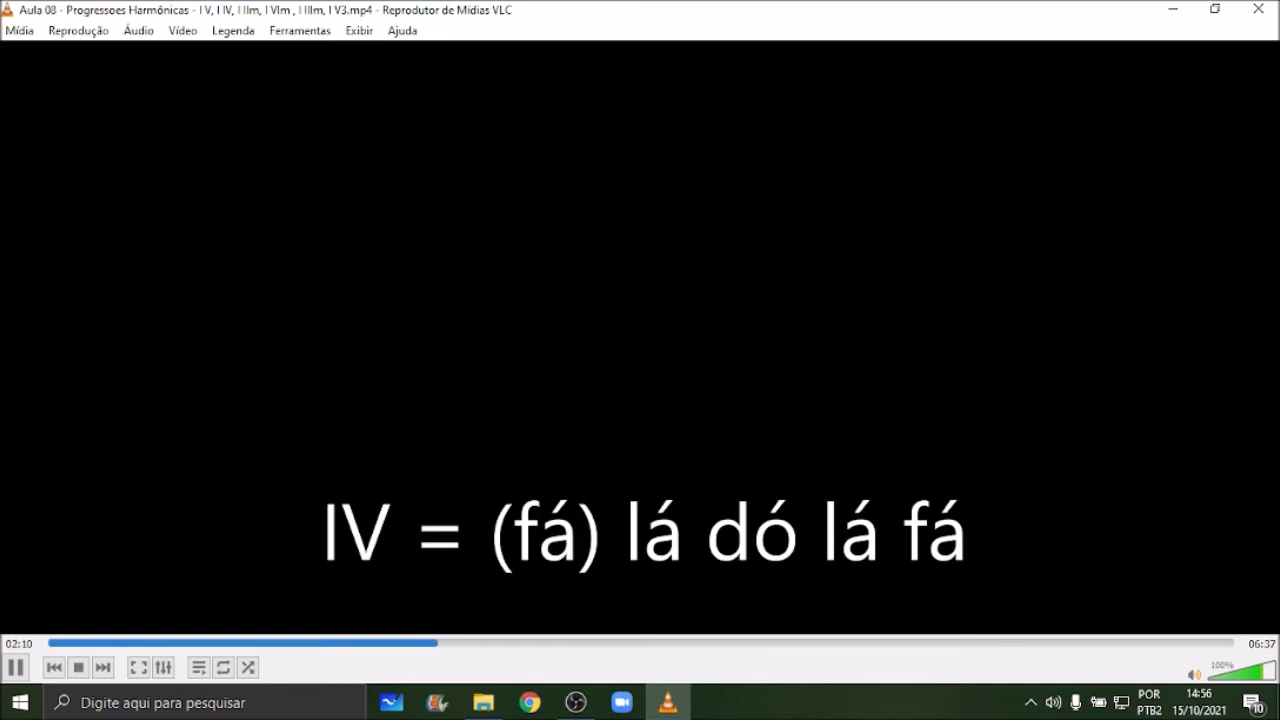 Aula 08 - Progressoes Harmônicas - I V, I IV, I IIm, I VIm , I IIIm, I V3.mp4 - Reprodutor de Mídias VLC
Mídia Reprodução Áudio Vídeo Legenda Ferramentas Exibir Ajuda
IV = (fá) lá dó lá fá
02:10 06:37
100%
Digite aqui para pesquisar
POR 14:56
PTB2 15/10/2021 10